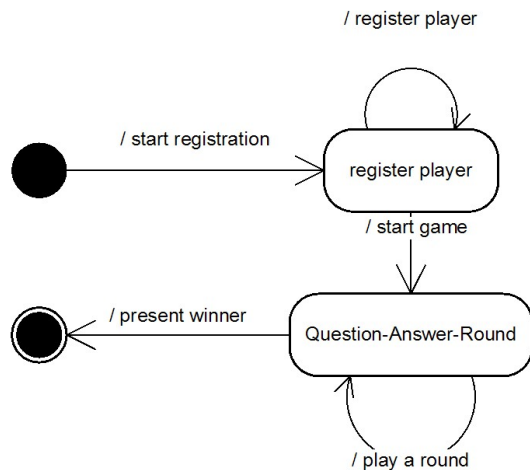 / register player
/ start registration
register player
/ start game
/ present winner
Question-Answer-Round
/ play a round